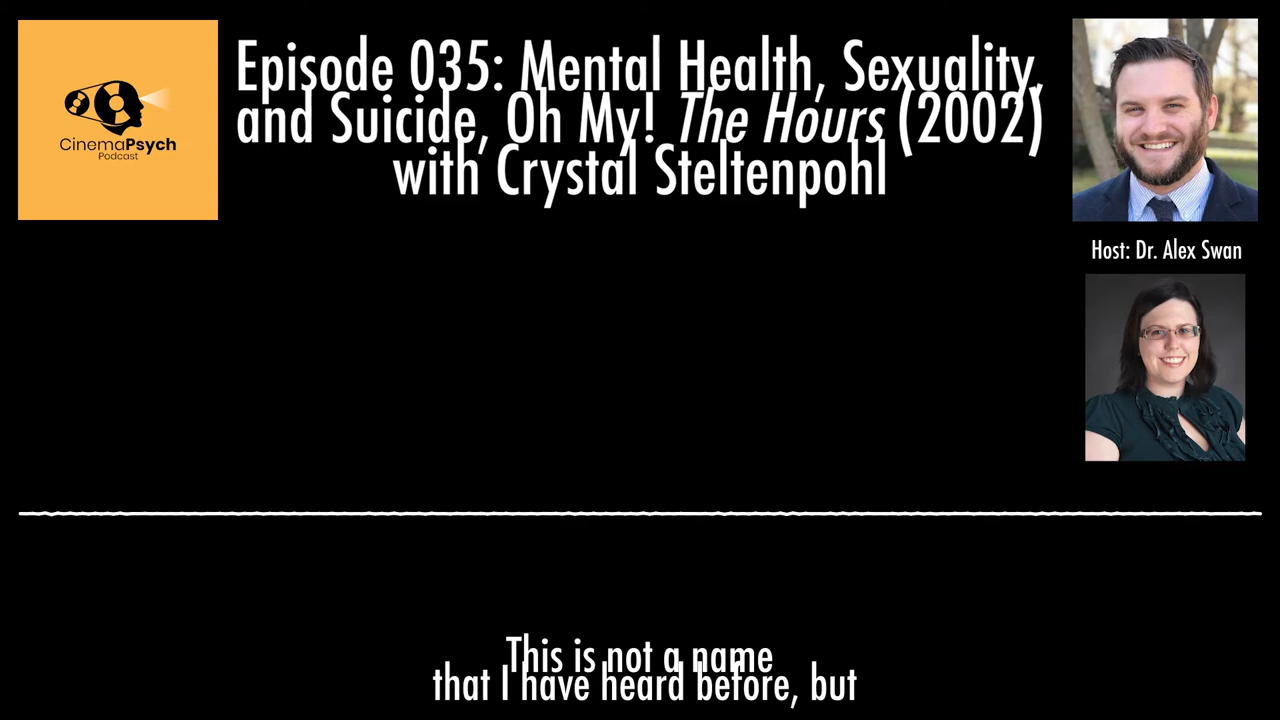 CinemaPsych
Podcast
Episode 035: Mental Health, Sexuality,
and Suicide, Oh My! The Hours (2002)
with Crystal Steltenpohl
Host: Dr. Alex Swan
This is not a name
that I have heard before, but